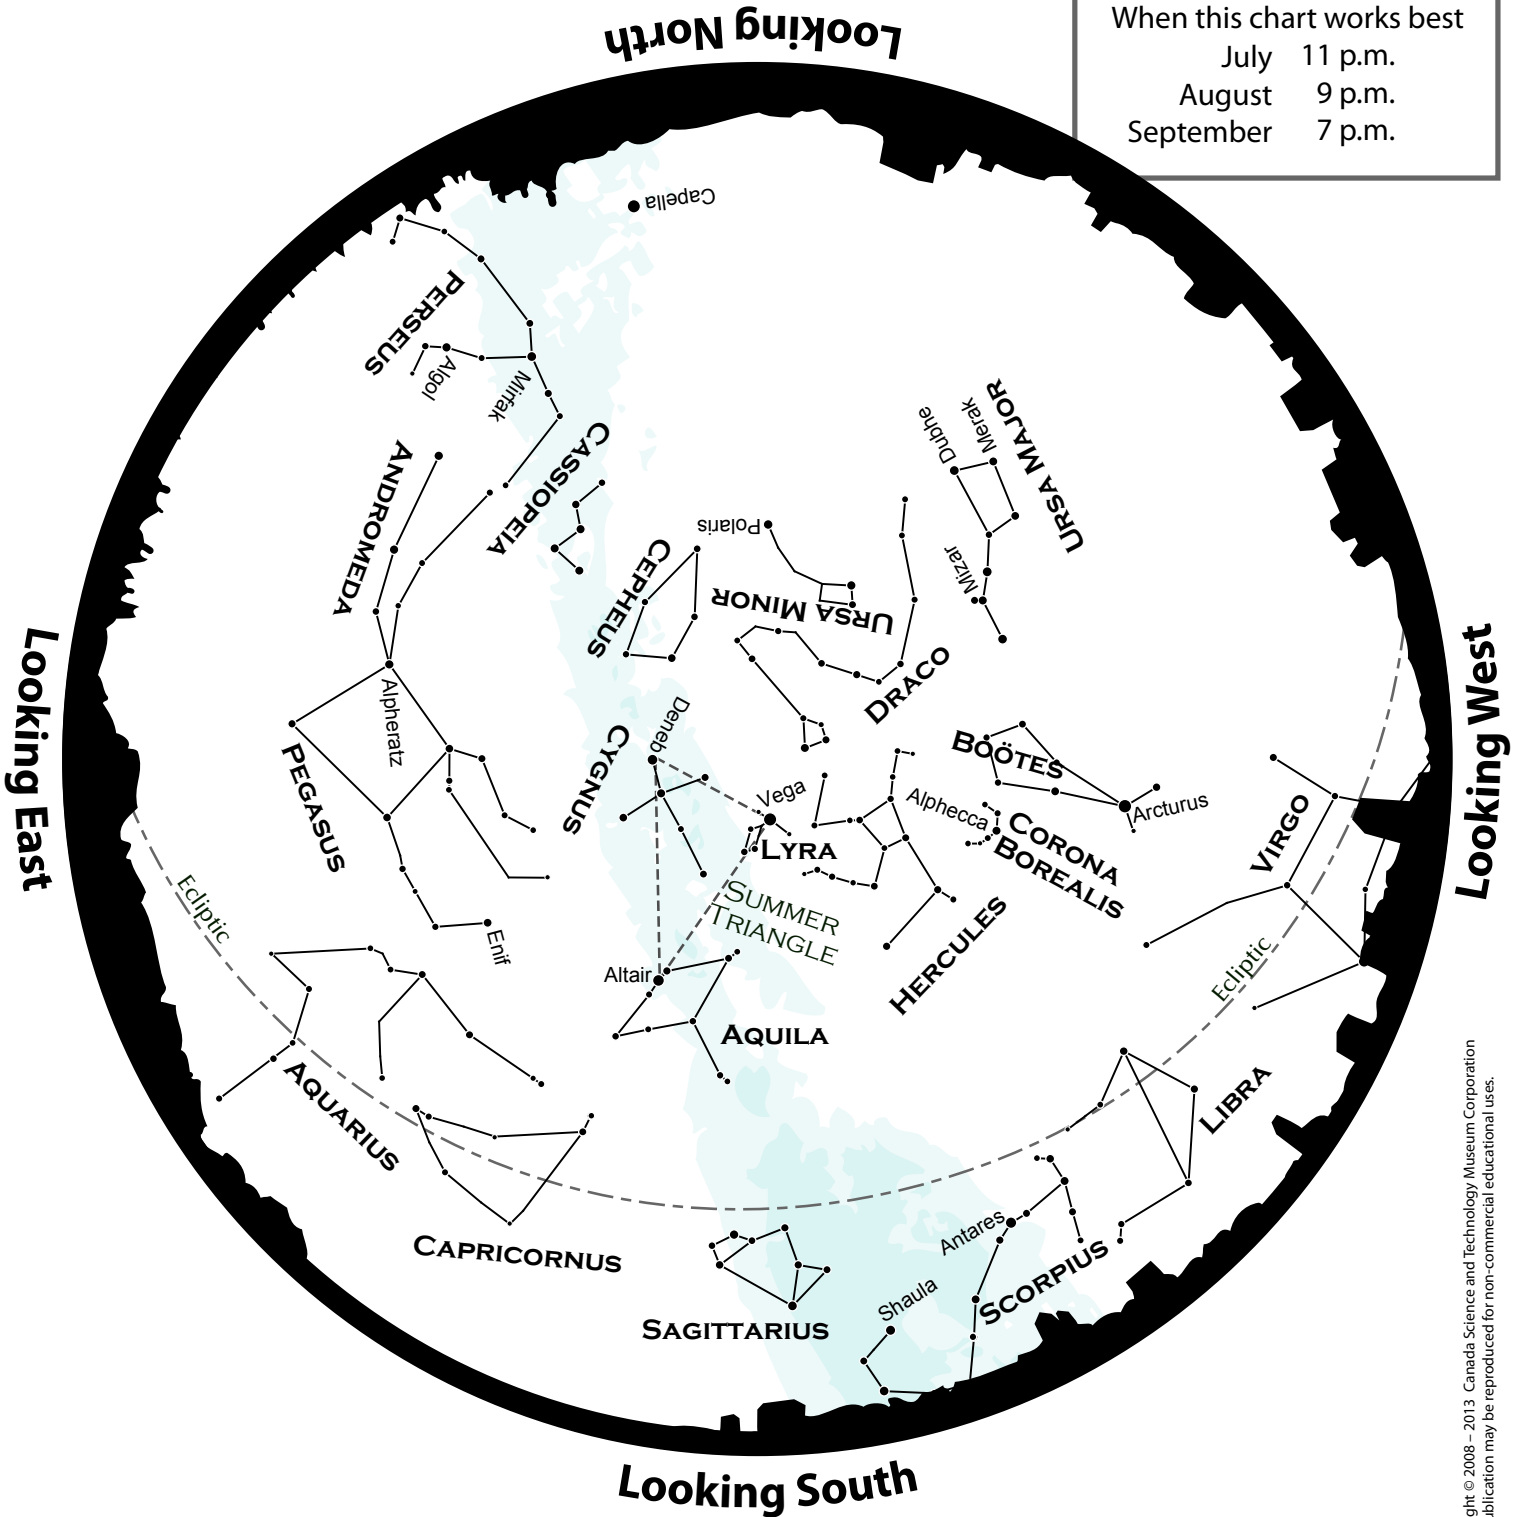 When this chart works best
July 11 p.m.
August 9 p.m.
September 7 p.m.
Looking North
Capella
PERSEUS
Algol
Mirfak
CASSIOPEIA
ANDROMEDA
Dubhe
Merak
URSA MAJOR
Mizar
Polaris
URSA MINOR
CEPHEUS
DRACO
Looking East
Looking West
Alpheratz
PEGASUS
Enif
Deneb
CYGNUS
Vega
LYRA
SUMMER
TRIANGLE
BOÖTES
Arcturus
Alphecca
CORONA
BOREALIS
HERCULES
VIRGO
Ecliptic
Ecliptic
Altair
AQUILA
AQUARIUS
LIBRA
CAPRICORNUS
SAGITTARIUS
Antares
SCORPIUS
Shaula
Looking South
ght © 2008 – 2013 Canada Science and Technology Museum Corporation
ublication may be reproduced for non-commercial educational uses.